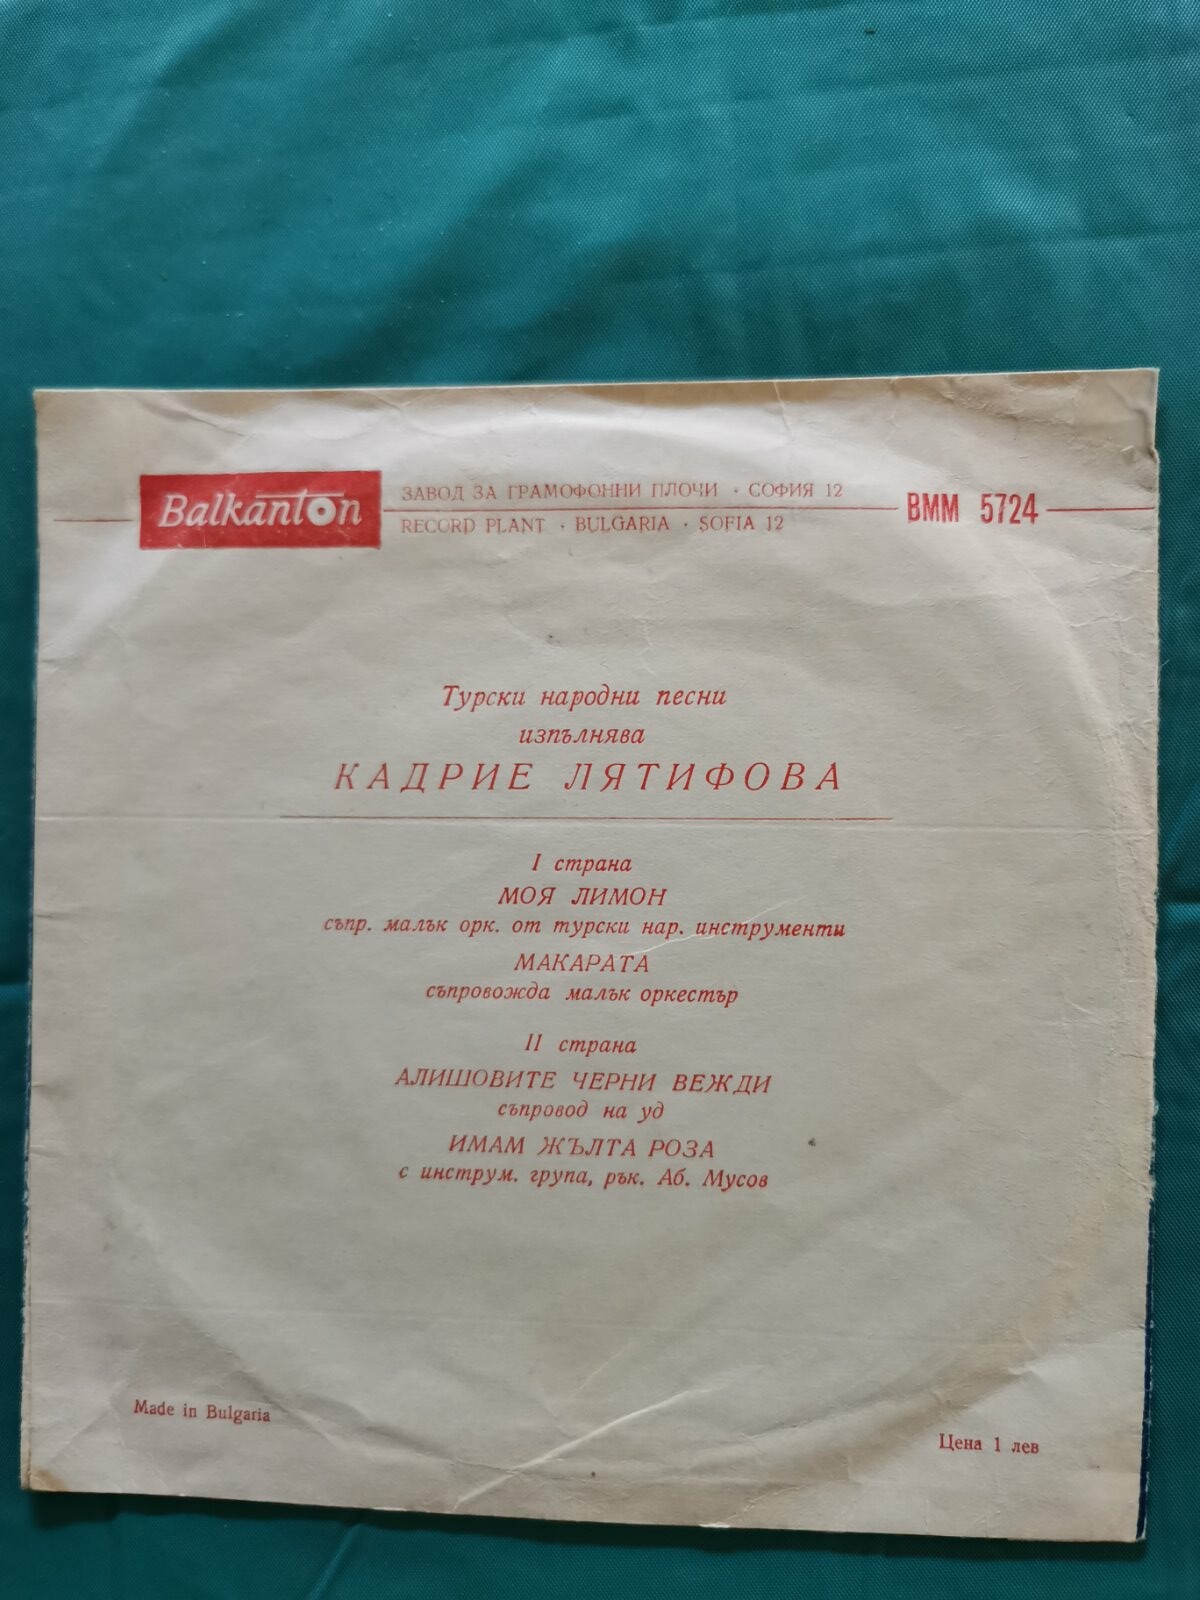 Balkanton
ЗАВОД ЗА ГРАМОФОННИ ПЛОЧИ · СОФИЯ 12
RECORD PLANT · BULGARIA · SOFIA 12
ВММ 5724
Турски народни песни
изпълнява
КАДРИЕ ЛЯТИФОВА
I страна
МОЯ ЛИМОН
съпр. малък орк. от турски нар. инструменти
МАКАРАТА
съпровожда малък оркестър
II страна
АЛИШОВИТЕ ЧЕРНИ ВЕЖДИ
съпровод на уд
ИМАМ ЖЪЛТА РОЗА
с инструм. група, рък. Аб. Мусов
Made in Bulgaria
Цена 1 лев